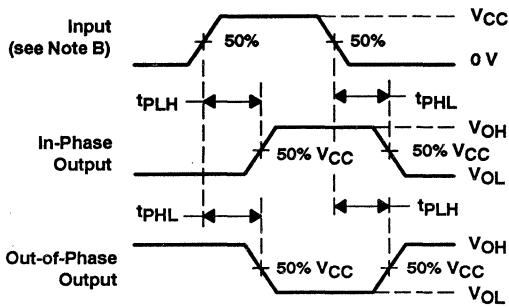 Input
(see Note B)
50%
50%
VCC
0 V
tPLH
tPHL
In-Phase
Output
50% VCC
50% VCC
VOH
VOL
tPHL
tPLH
Out-of-Phase
Output
50% VCC
50% VCC
VOH
VOL